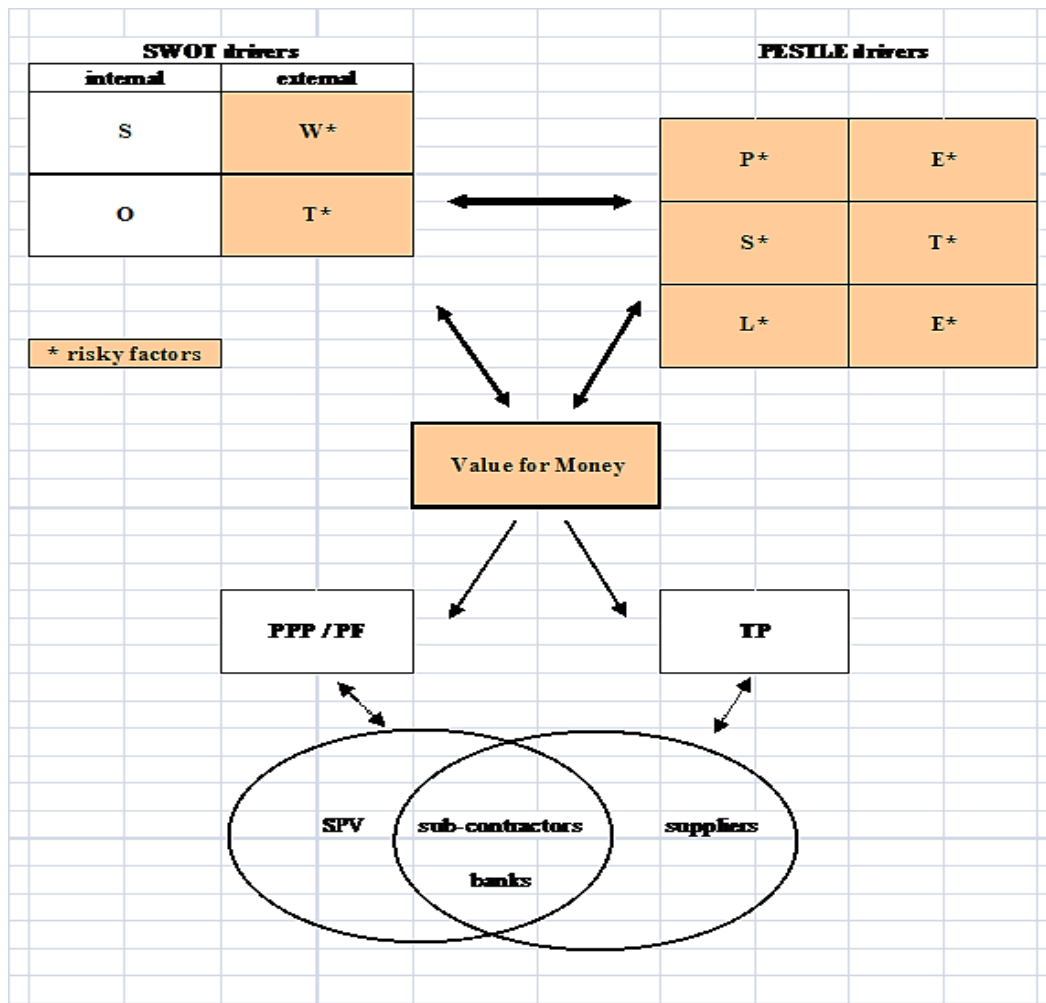 SWOT drivers
PESTLE drivers
internal external
S W*
P* E*
O T*
S* T*
L* E*
* risky factors
Value for Money
PPP / PF
TP
SPV sub-contractors suppliers
banks